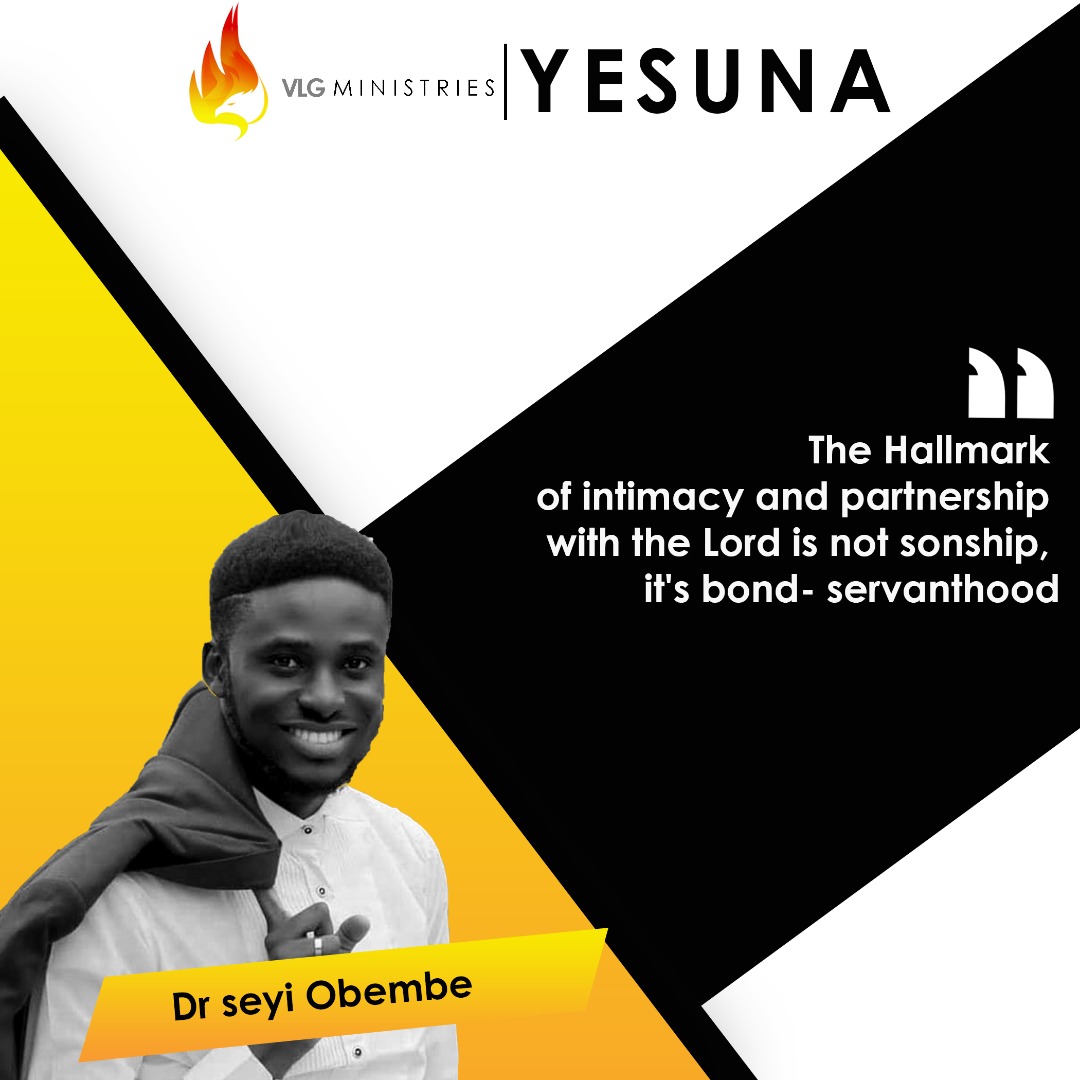 VLG MINISTRIES YESUNA
The Hallmark
of intimacy and partnership
with the Lord is not sonship,
it's bond- servanthood
Dr seyi Obembe